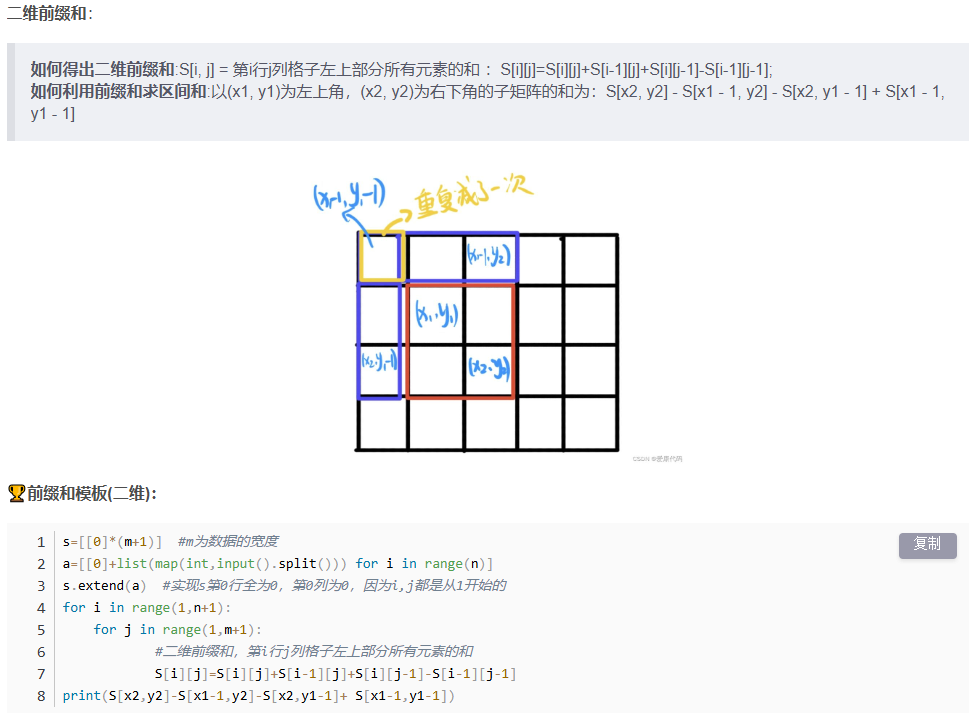 二维前缀和：
如何得出二维前缀和:S[i, j] = 第i行j列格子左上部分所有元素的和 ：S[i][j]=S[i][j]+S[i-1][j]+S[i][j-1]-S[i-1][j-1];
如何利用前缀和求区间和:以(x1, y1)为左上角，(x2, y2)为右下角的子矩阵的和为：S[x2, y2] - S[x1 - 1, y2] - S[x2, y1 - 1] + S[x1 - 1,
y1 - 1]
(x₁-1,y₁-1)
重复减了一次
(x₁-1,y₂)
(x₁,y₁)
(x₂,y₁-1)
(x₂,y₂)
CSDN @是原代码
🏆前缀和模板(二维)：
复制
1 s=[[0]*(m+1)]  #m为数据的宽度
2 a=[[0]+list(map(int,input().split())) for i in range(n)]
3 s.extend(a)  #实现s第0行全为0，第0列为0，因为i,j都是从1开始的
4 for i in range(1,n+1):
5     for j in range(1,m+1):
6             #二维前缀和，第i行j列格子左上部分所有元素的和
7             S[i][j]=S[i][j]+S[i-1][j]+S[i][j-1]-S[i-1][j-1]
8 print(S[x2,y2]-S[x1-1,y2]-S[x2,y1-1]+ S[x1-1,y1-1])